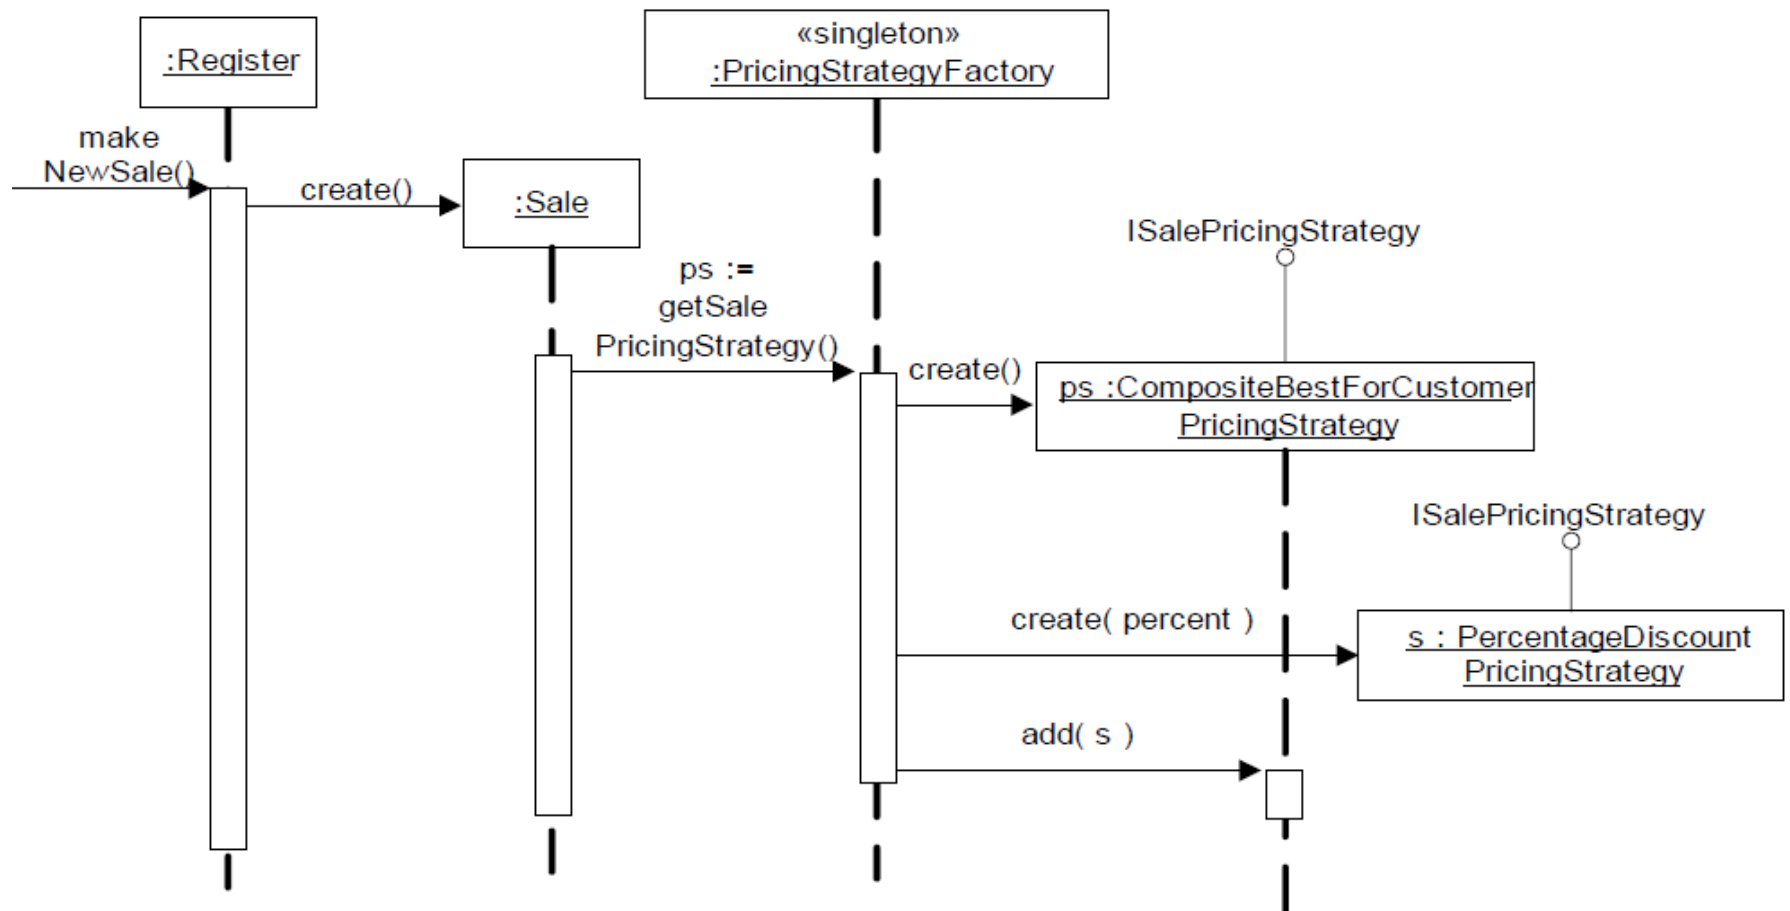 «singleton»
:PricingStrategyFactory
:Register
make
NewSale()
create()
:Sale
ps :=
getSale
PricingStrategy()
ISalePricingStrategy
create()
ps :CompositeBestForCustomer
PricingStrategy
ISalePricingStrategy
create( percent )
s : PercentageDiscount
PricingStrategy
add( s )